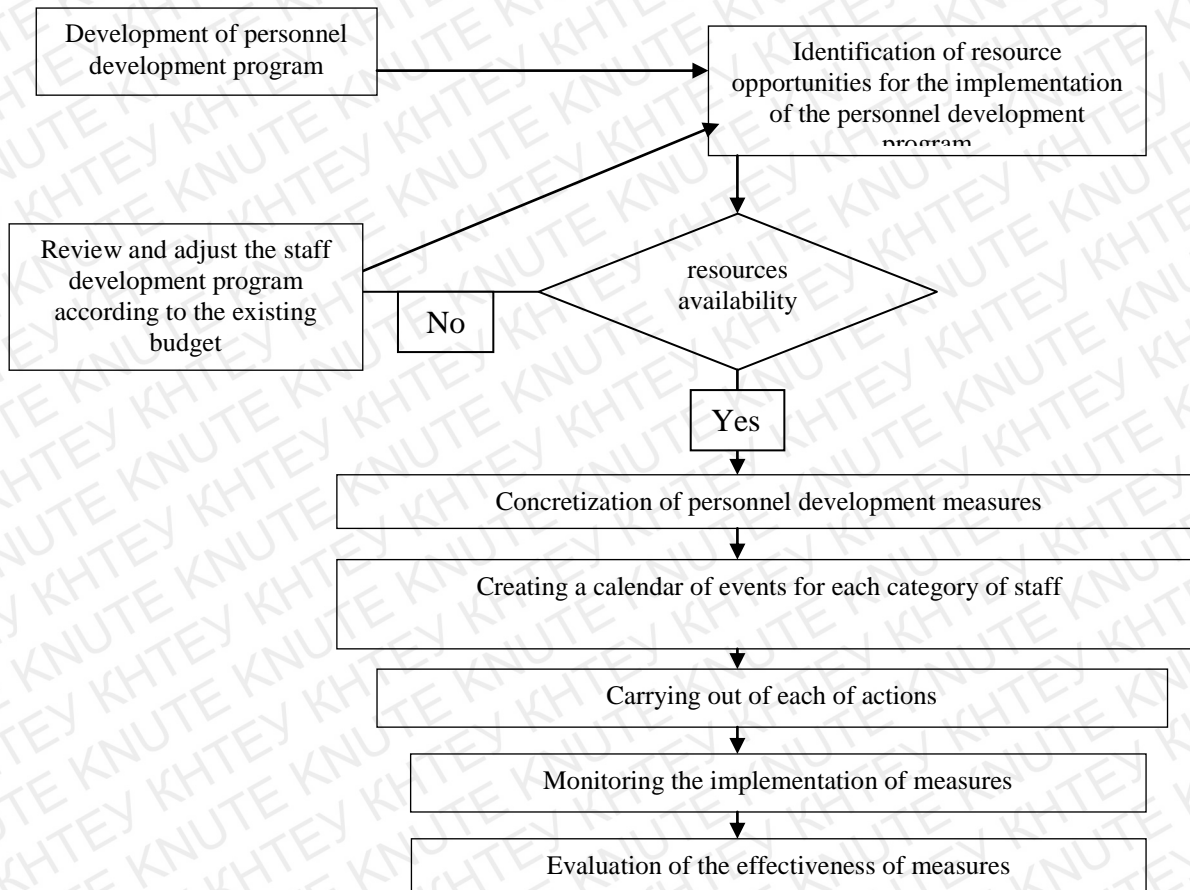 Development of personnel
development program
Identification of resource
opportunities for the implementation
of the personnel development
program
Review and adjust the staff
development program
according to the existing
budget
resources
availability
No
Yes
Concretization of personnel development measures
Creating a calendar of events for each category of staff
Carrying out of each of actions
Monitoring the implementation of measures
Evaluation of the effectiveness of measures